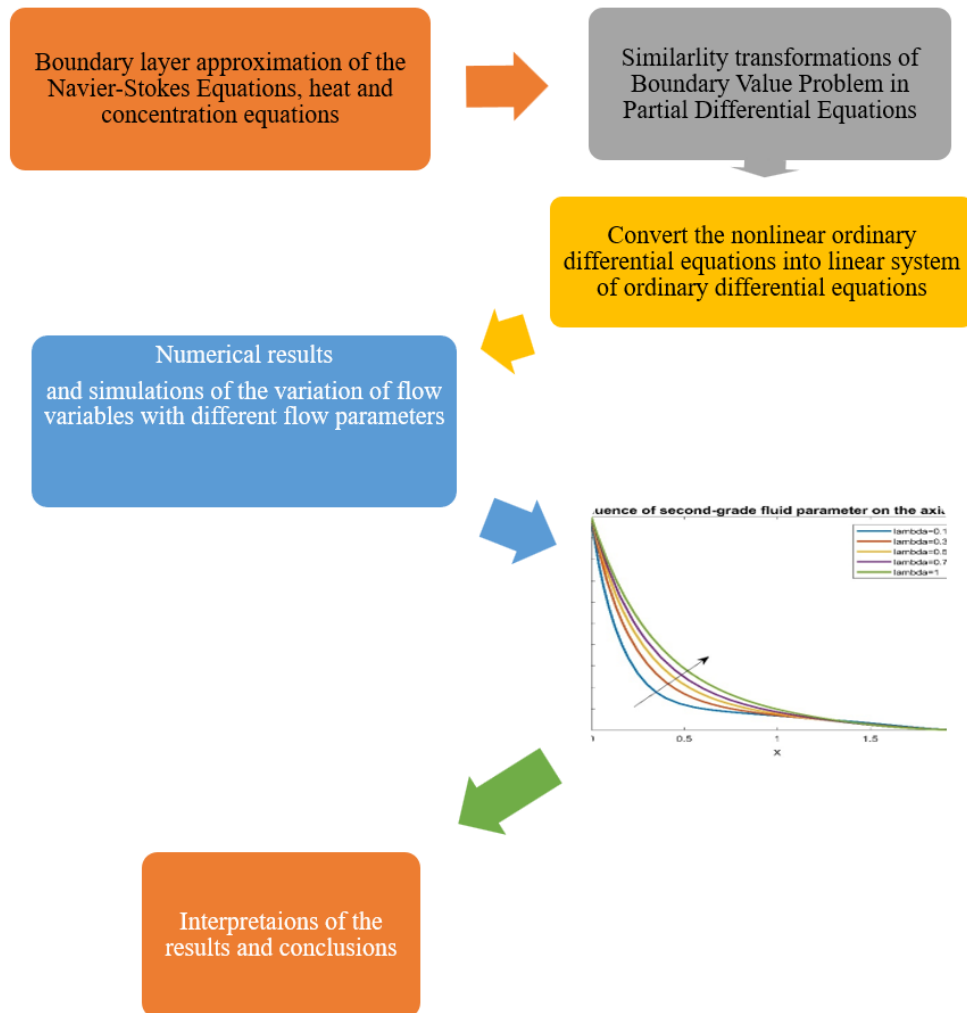 Boundary layer approximation of the
Navier-Stokes Equations, heat and
concentration equations
Similarlity transformations of
Boundary Value Problem in
Partial Differential Equations
Convert the nonlinear ordinary
differential equations into linear system
of ordinary differential equations
Numerical results
and simulations of the variation of flow
variables with different flow parameters
uence of second-grade fluid parameter on the axia
lambda=0.1
lambda=0.3
lambda=0.5
lambda=0.7
lambda=1
0.5
1
1.5
x
Interpretaions of the
results and conclusions